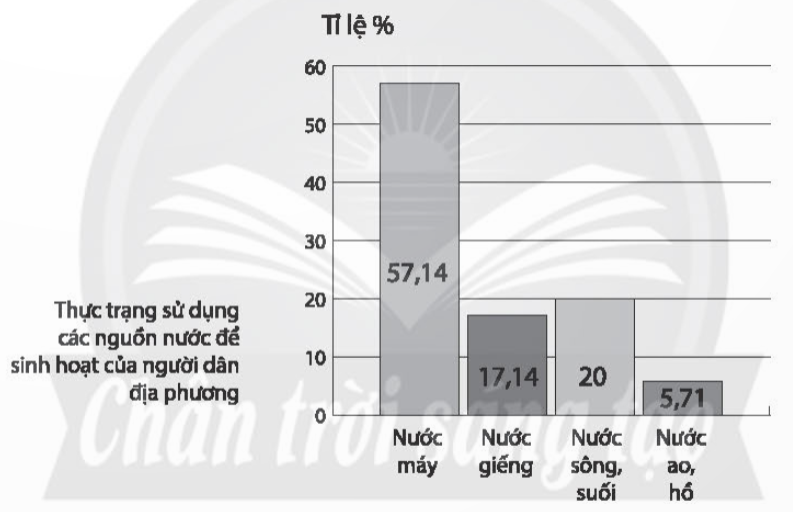 Tỉ lệ %
60
50
40
30
20
10
0
57,14
17,14
20
5,71
Thực trạng sử dụng
các nguồn nước để
sinh hoạt của người dân
địa phương
Nước
máy
Nước
giếng
Nước
sông,
suối
Nước
ao,
hồ
Chân trời sáng tạo